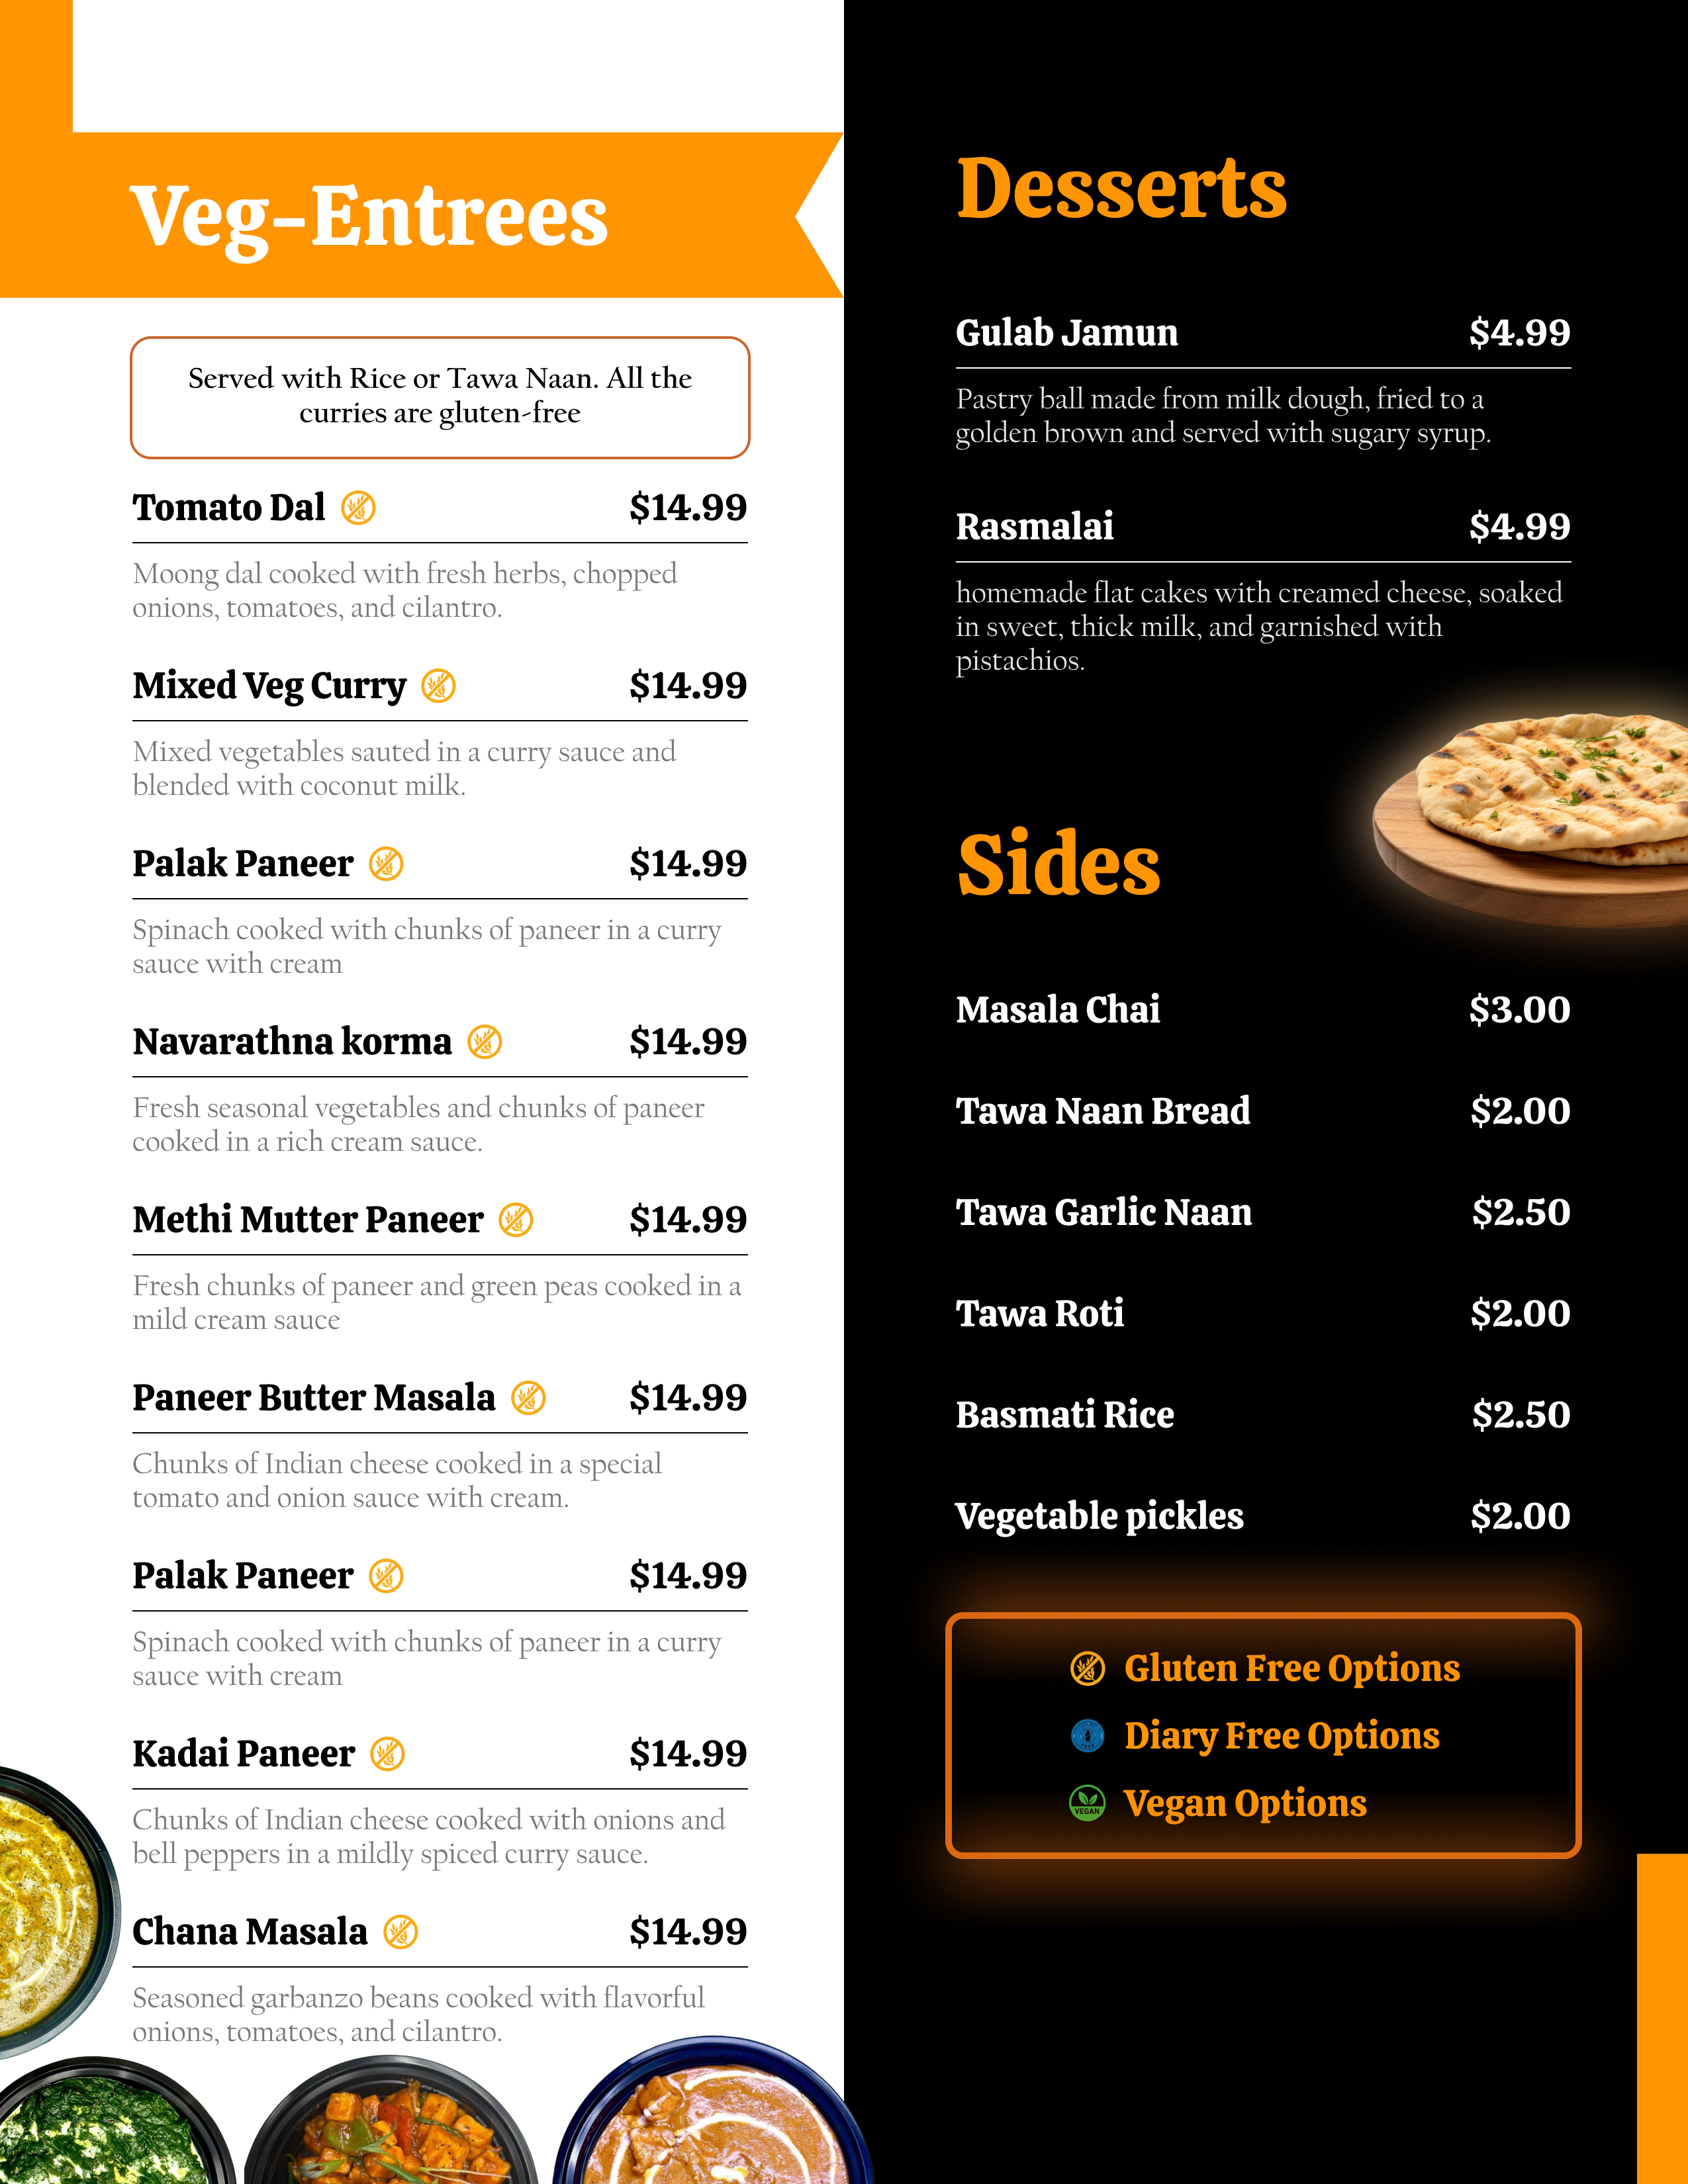 Veg-Entrees
Served with Rice or Tawa Naan. All the
curries are gluten-free
Tomato Dal $14.99
Moong dal cooked with fresh herbs, chopped
onions, tomatoes, and cilantro.
Mixed Veg Curry $14.99
Mixed vegetables sauted in a curry sauce and
blended with coconut milk.
Palak Paneer $14.99
Spinach cooked with chunks of paneer in a curry
sauce with cream
Navarathna korma $14.99
Fresh seasonal vegetables and chunks of paneer
cooked in a rich cream sauce.
Methi Mutter Paneer $14.99
Fresh chunks of paneer and green peas cooked in a
mild cream sauce
Paneer Butter Masala $14.99
Chunks of Indian cheese cooked in a special
tomato and onion sauce with cream.
Palak Paneer $14.99
Spinach cooked with chunks of paneer in a curry
sauce with cream
Kadai Paneer $14.99
Chunks of Indian cheese cooked with onions and
bell peppers in a mildly spiced curry sauce.
Chana Masala $14.99
Seasoned garbanzo beans cooked with flavorful
onions, tomatoes, and cilantro.
Desserts
Gulab Jamun $4.99
Pastry ball made from milk dough, fried to a
golden brown and served with sugary syrup.
Rasmalai $4.99
homemade flat cakes with creamed cheese, soaked
in sweet, thick milk, and garnished with
pistachios.
Sides
Masala Chai $3.00
Tawa Naan Bread $2.00
Tawa Garlic Naan $2.50
Tawa Roti $2.00
Basmati Rice $2.50
Vegetable pickles $2.00
Gluten Free Options
Diary Free Options
VEGAN Vegan Options